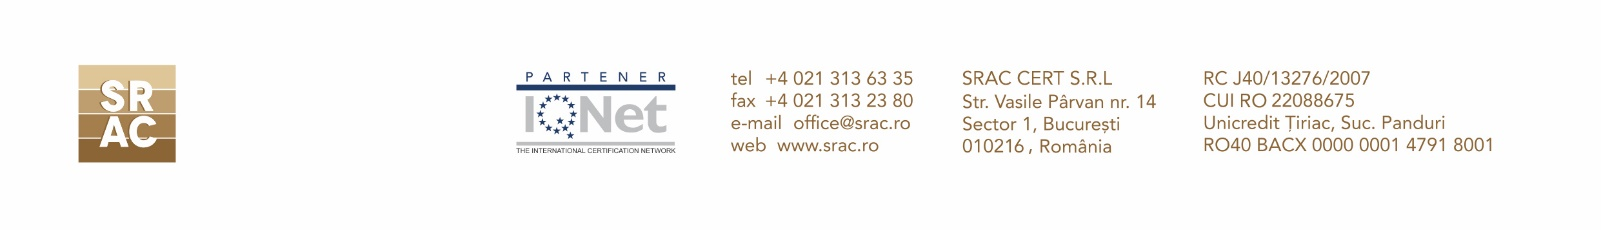 SR
AC
PARTENER
IQNet
THE INTERNATIONAL CERTIFICATION NETWORK
tel +4 021 313 63 35
fax +4 021 313 23 80
e-mail office@srac.ro
web www.srac.ro
SRAC CERT S.R.L
Str. Vasile Pârvan nr. 14
Sector 1, București
010216, România
RC J40/13276/2007
CUI RO 22088675
Unicredit Țiriac, Suc. Panduri
RO40 BACX 0000 0001 4791 8001